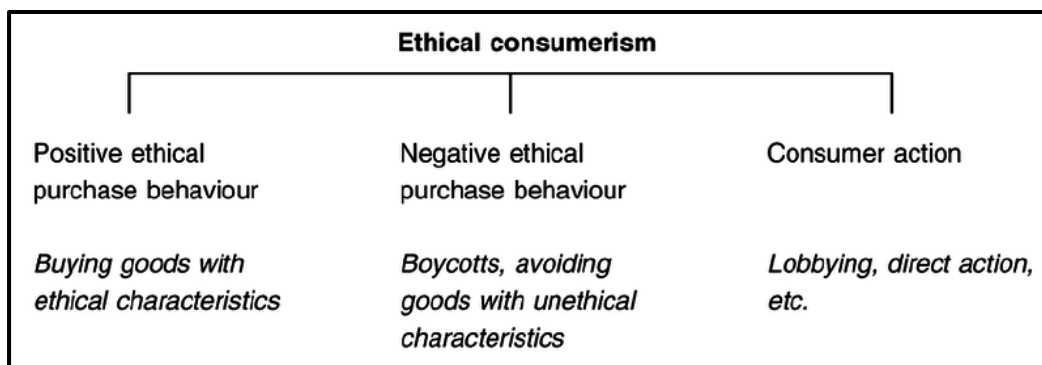 Ethical consumerism
Positive ethical
purchase behaviour
Buying goods with
ethical characteristics
Negative ethical
purchase behaviour
Boycotts, avoiding
goods with unethical
characteristics
Consumer action
Lobbying, direct action,
etc.